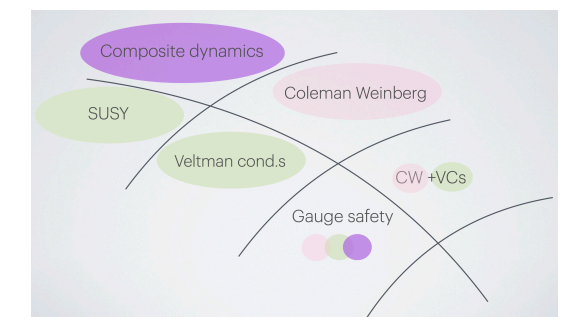 Composite dynamics
Coleman Weinberg
SUSY
Veltman cond.s
CW +VCs
Gauge safety